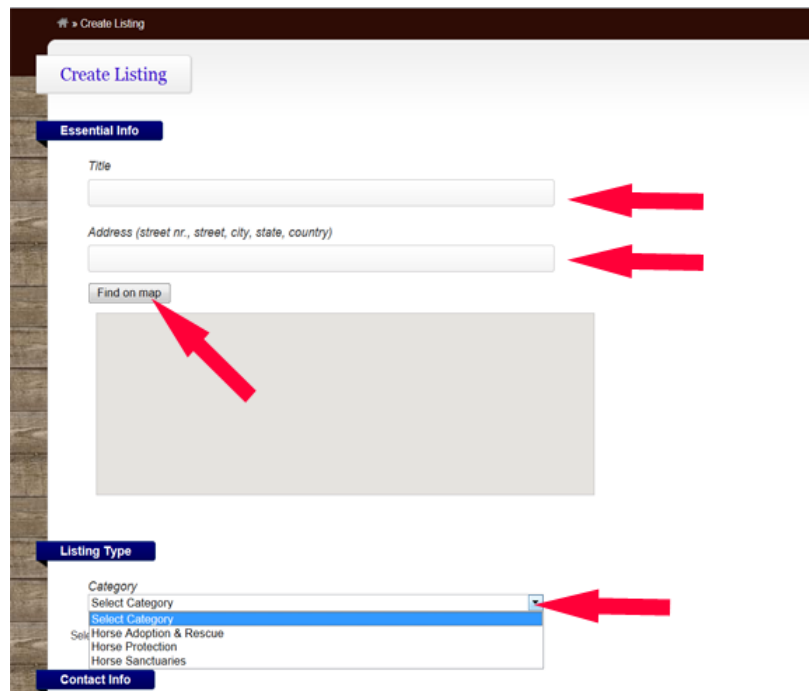 » Create Listing
Create Listing
Essential Info
Title
Address (street nr., street, city, state, country)
Find on map
Listing Type
Category
Select Category
Select Category
Horse Adoption & Rescue
Horse Protection
Horse Sanctuaries
Contact Info